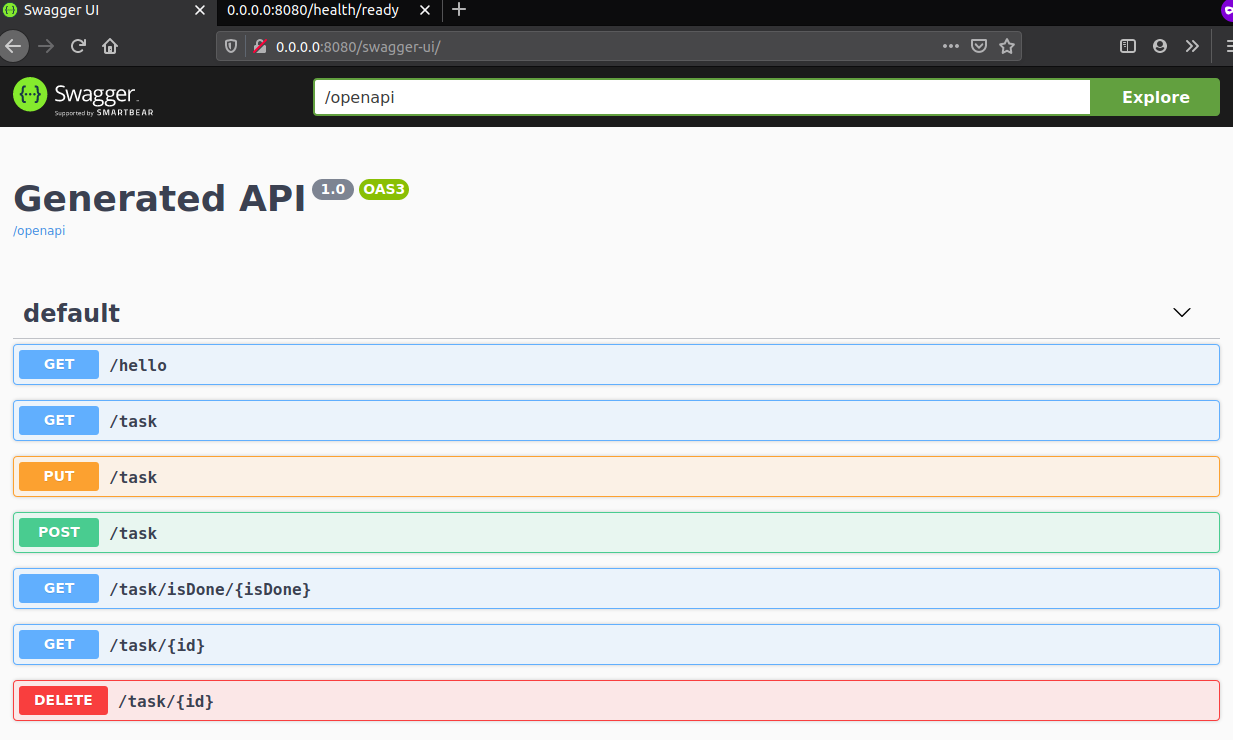 Swagger UI
0.0.0.0:8080/health/ready
0.0.0.0:8080/swagger-ui/
Swagger
Supported by SMARTBEAR
/openapi
Explore
Generated API 1.0 OAS3
/openapi
default
GET /hello
GET /task
PUT /task
POST /task
GET /task/isDone/{isDone}
GET /task/{id}
DELETE /task/{id}